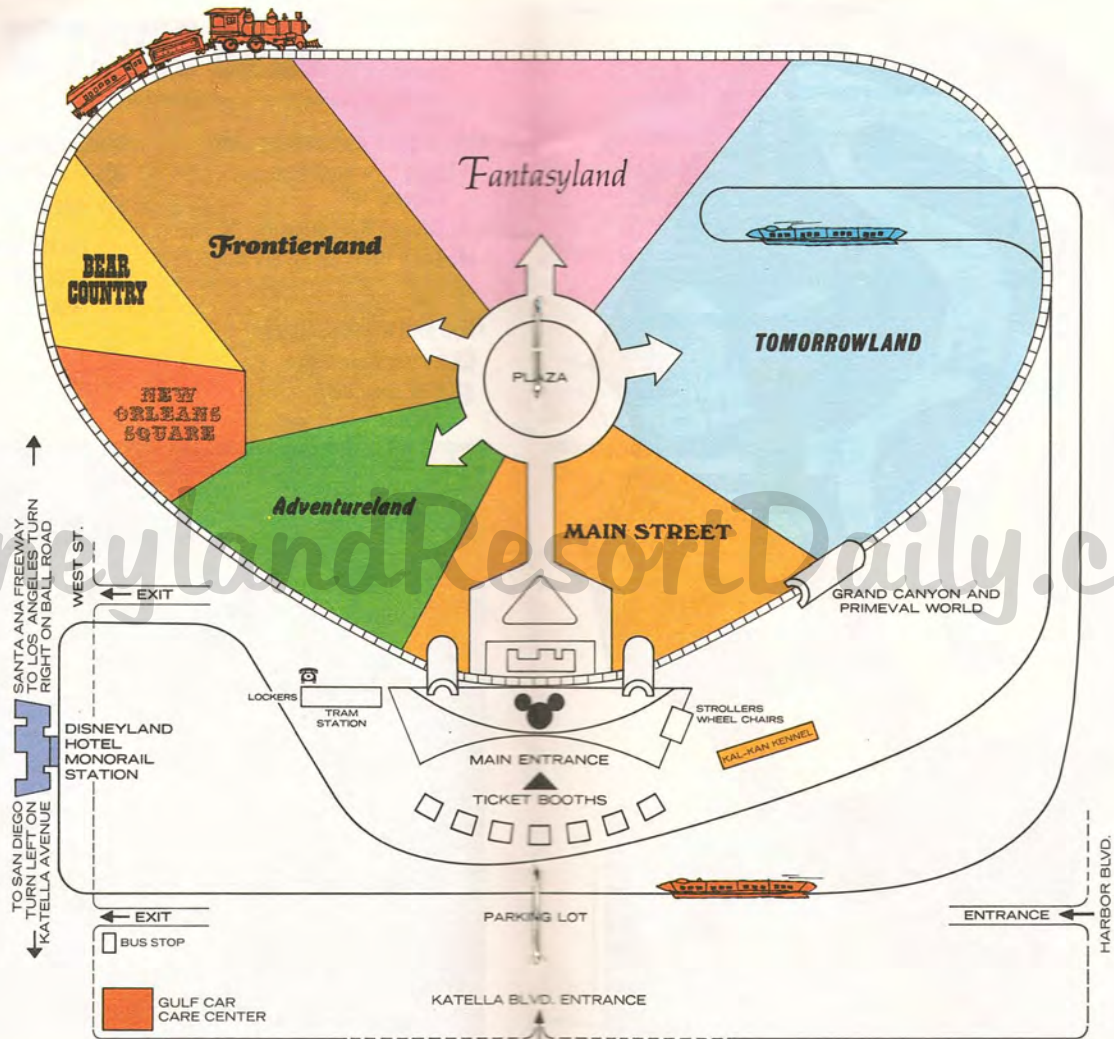 Fantasyland
Frontierland
BEAR
COUNTRY
TOMORROWLAND
PLAZA
NEW
ORLEANS
SQUARE
Adventureland
MAIN STREET
neylandResortDaily.c
SANTA ANA FREEWAY
TO LOS ANGELES TURN
RIGHT ON BALL ROAD
WEST ST.
EXIT
GRAND CANYON AND
PRIMEVAL WORLD
LOCKERS
TRAM
STATION
STROLLERS
WHEEL CHAIRS
DISNEYLAND
HOTEL
MONORAIL
STATION
KAL-KAN KENNEL
MAIN ENTRANCE
TICKET BOOTHS
TO SAN DIEGO
TURN LEFT ON
KATELLA AVENUE
EXIT
PARKING LOT
ENTRANCE
HARBOR BLVD.
BUS STOP
GULF CAR
CARE CENTER
KATELLA BLVD. ENTRANCE